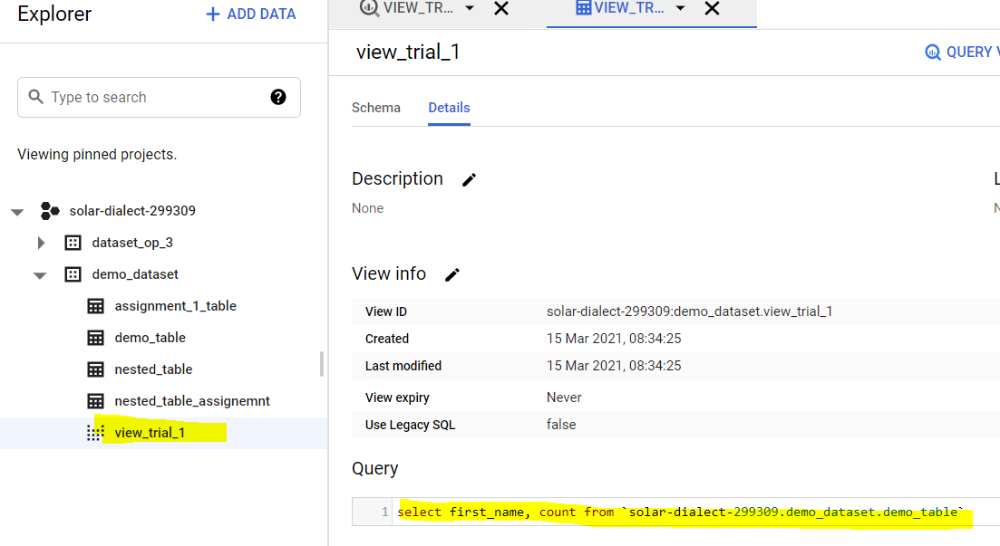 Explorer
+ ADD DATA
Type to search
?
Viewing pinned projects.
solar-dialect-299309
dataset_op_3
demo_dataset
assignment_1_table
demo_table
nested_table
nested_table_assignemnt
view_trial_1
VIEW_TR...
VIEW_TR...
view_trial_1
QUERY
Schema Details
Description
None
View info
View ID solar-dialect-299309:demo_dataset.view_trial_1
Created 15 Mar 2021, 08:34:25
Last modified 15 Mar 2021, 08:34:25
View expiry Never
Use Legacy SQL false
Query
1 select first_name, count from `solar-dialect-299309.demo_dataset.demo_table`